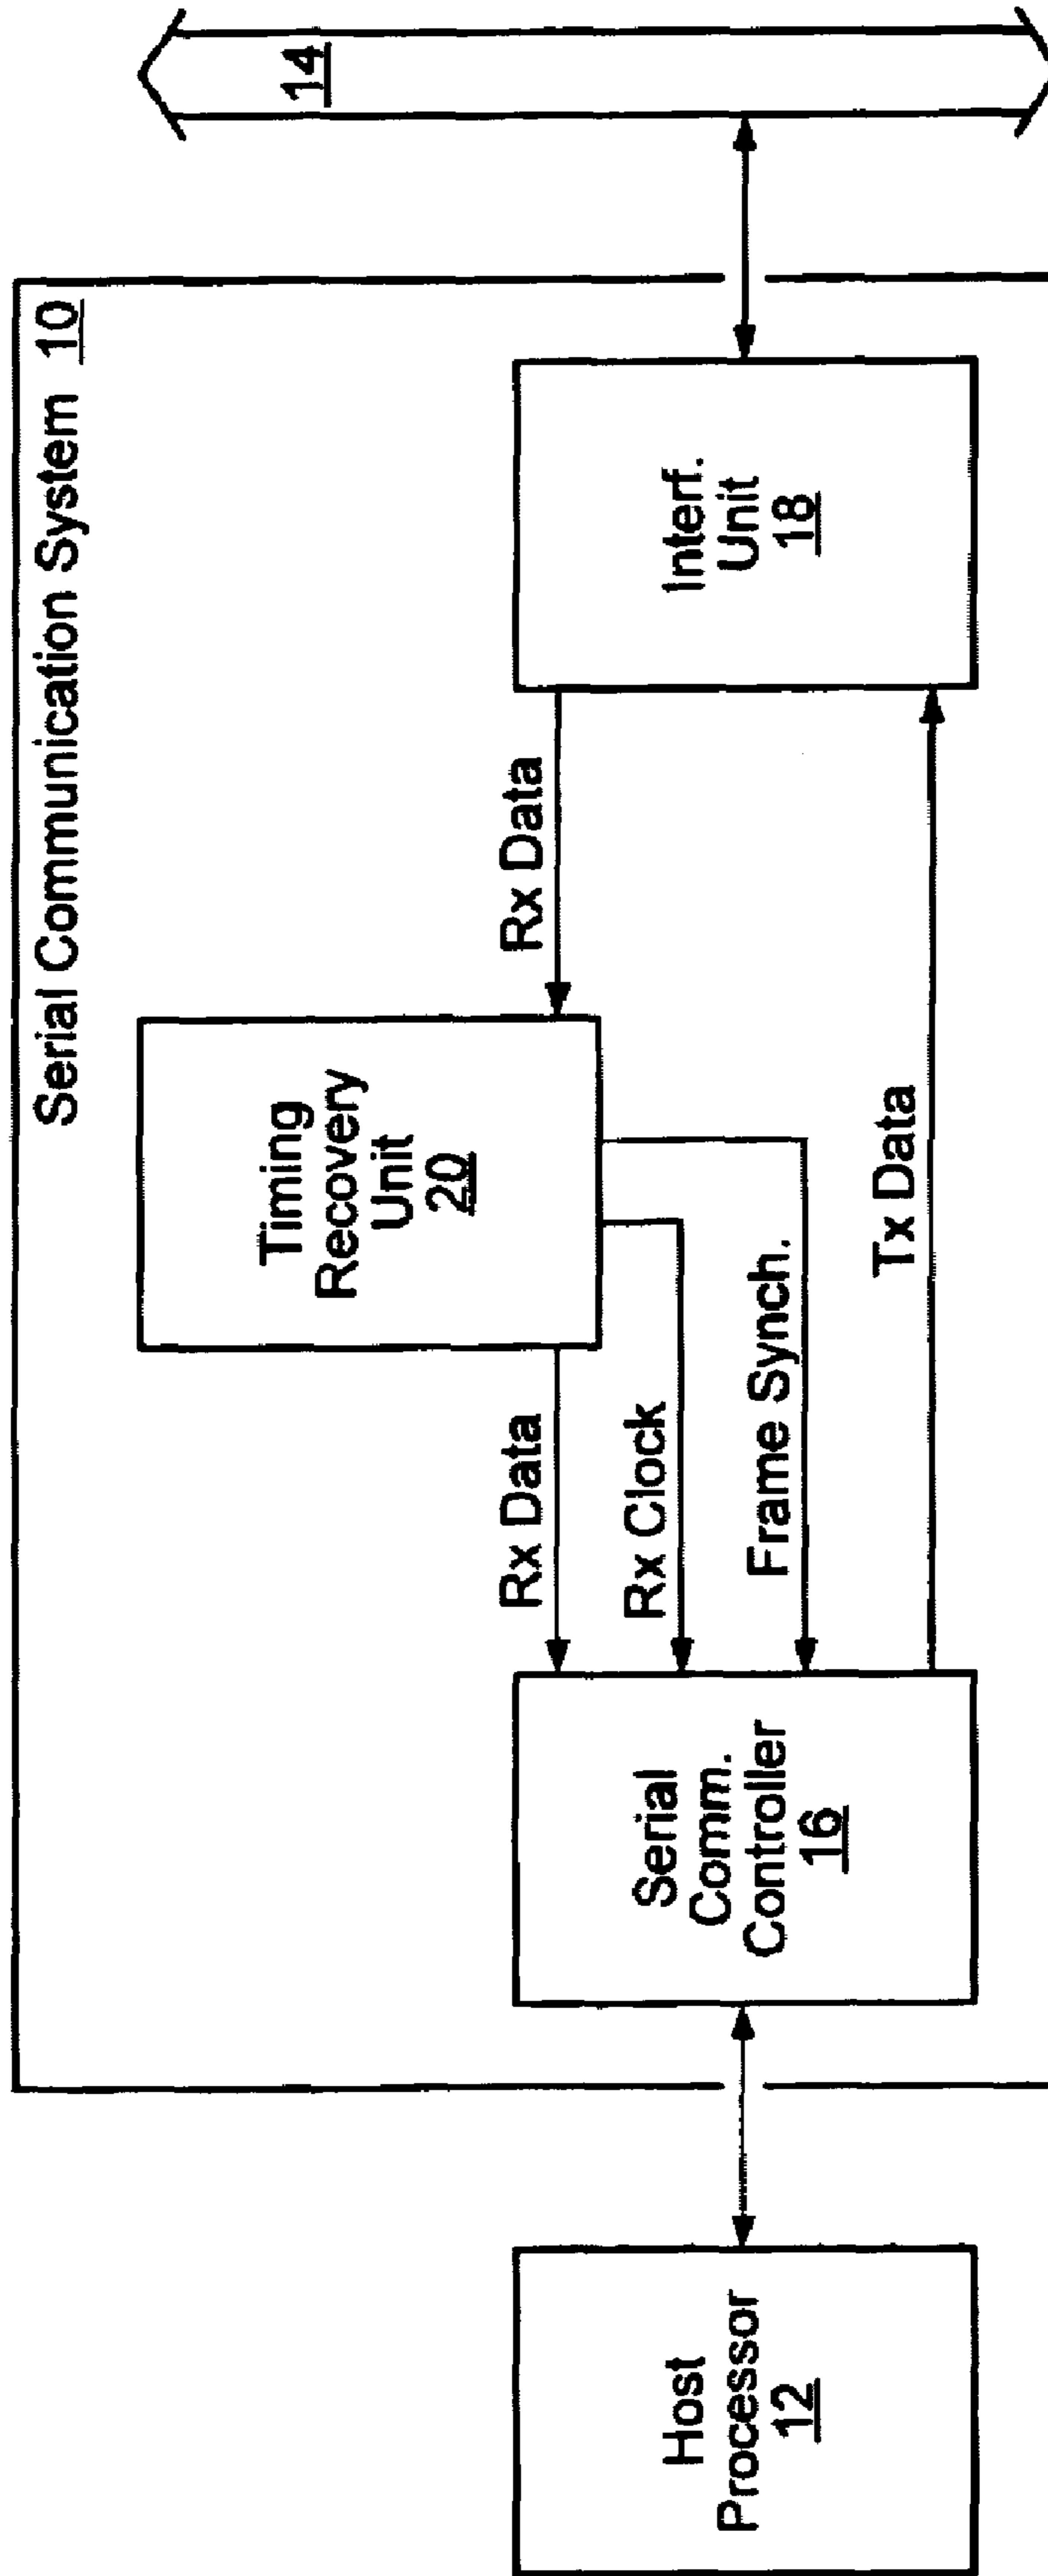 Serial Communication System 10
14
Timing
Recovery
Unit
20
Rx Data
Rx Data
Rx Clock
Frame Synch.
Tx Data
Host
Processor
12
Serial
Comm.
Controller
16
Interf.
Unit
18